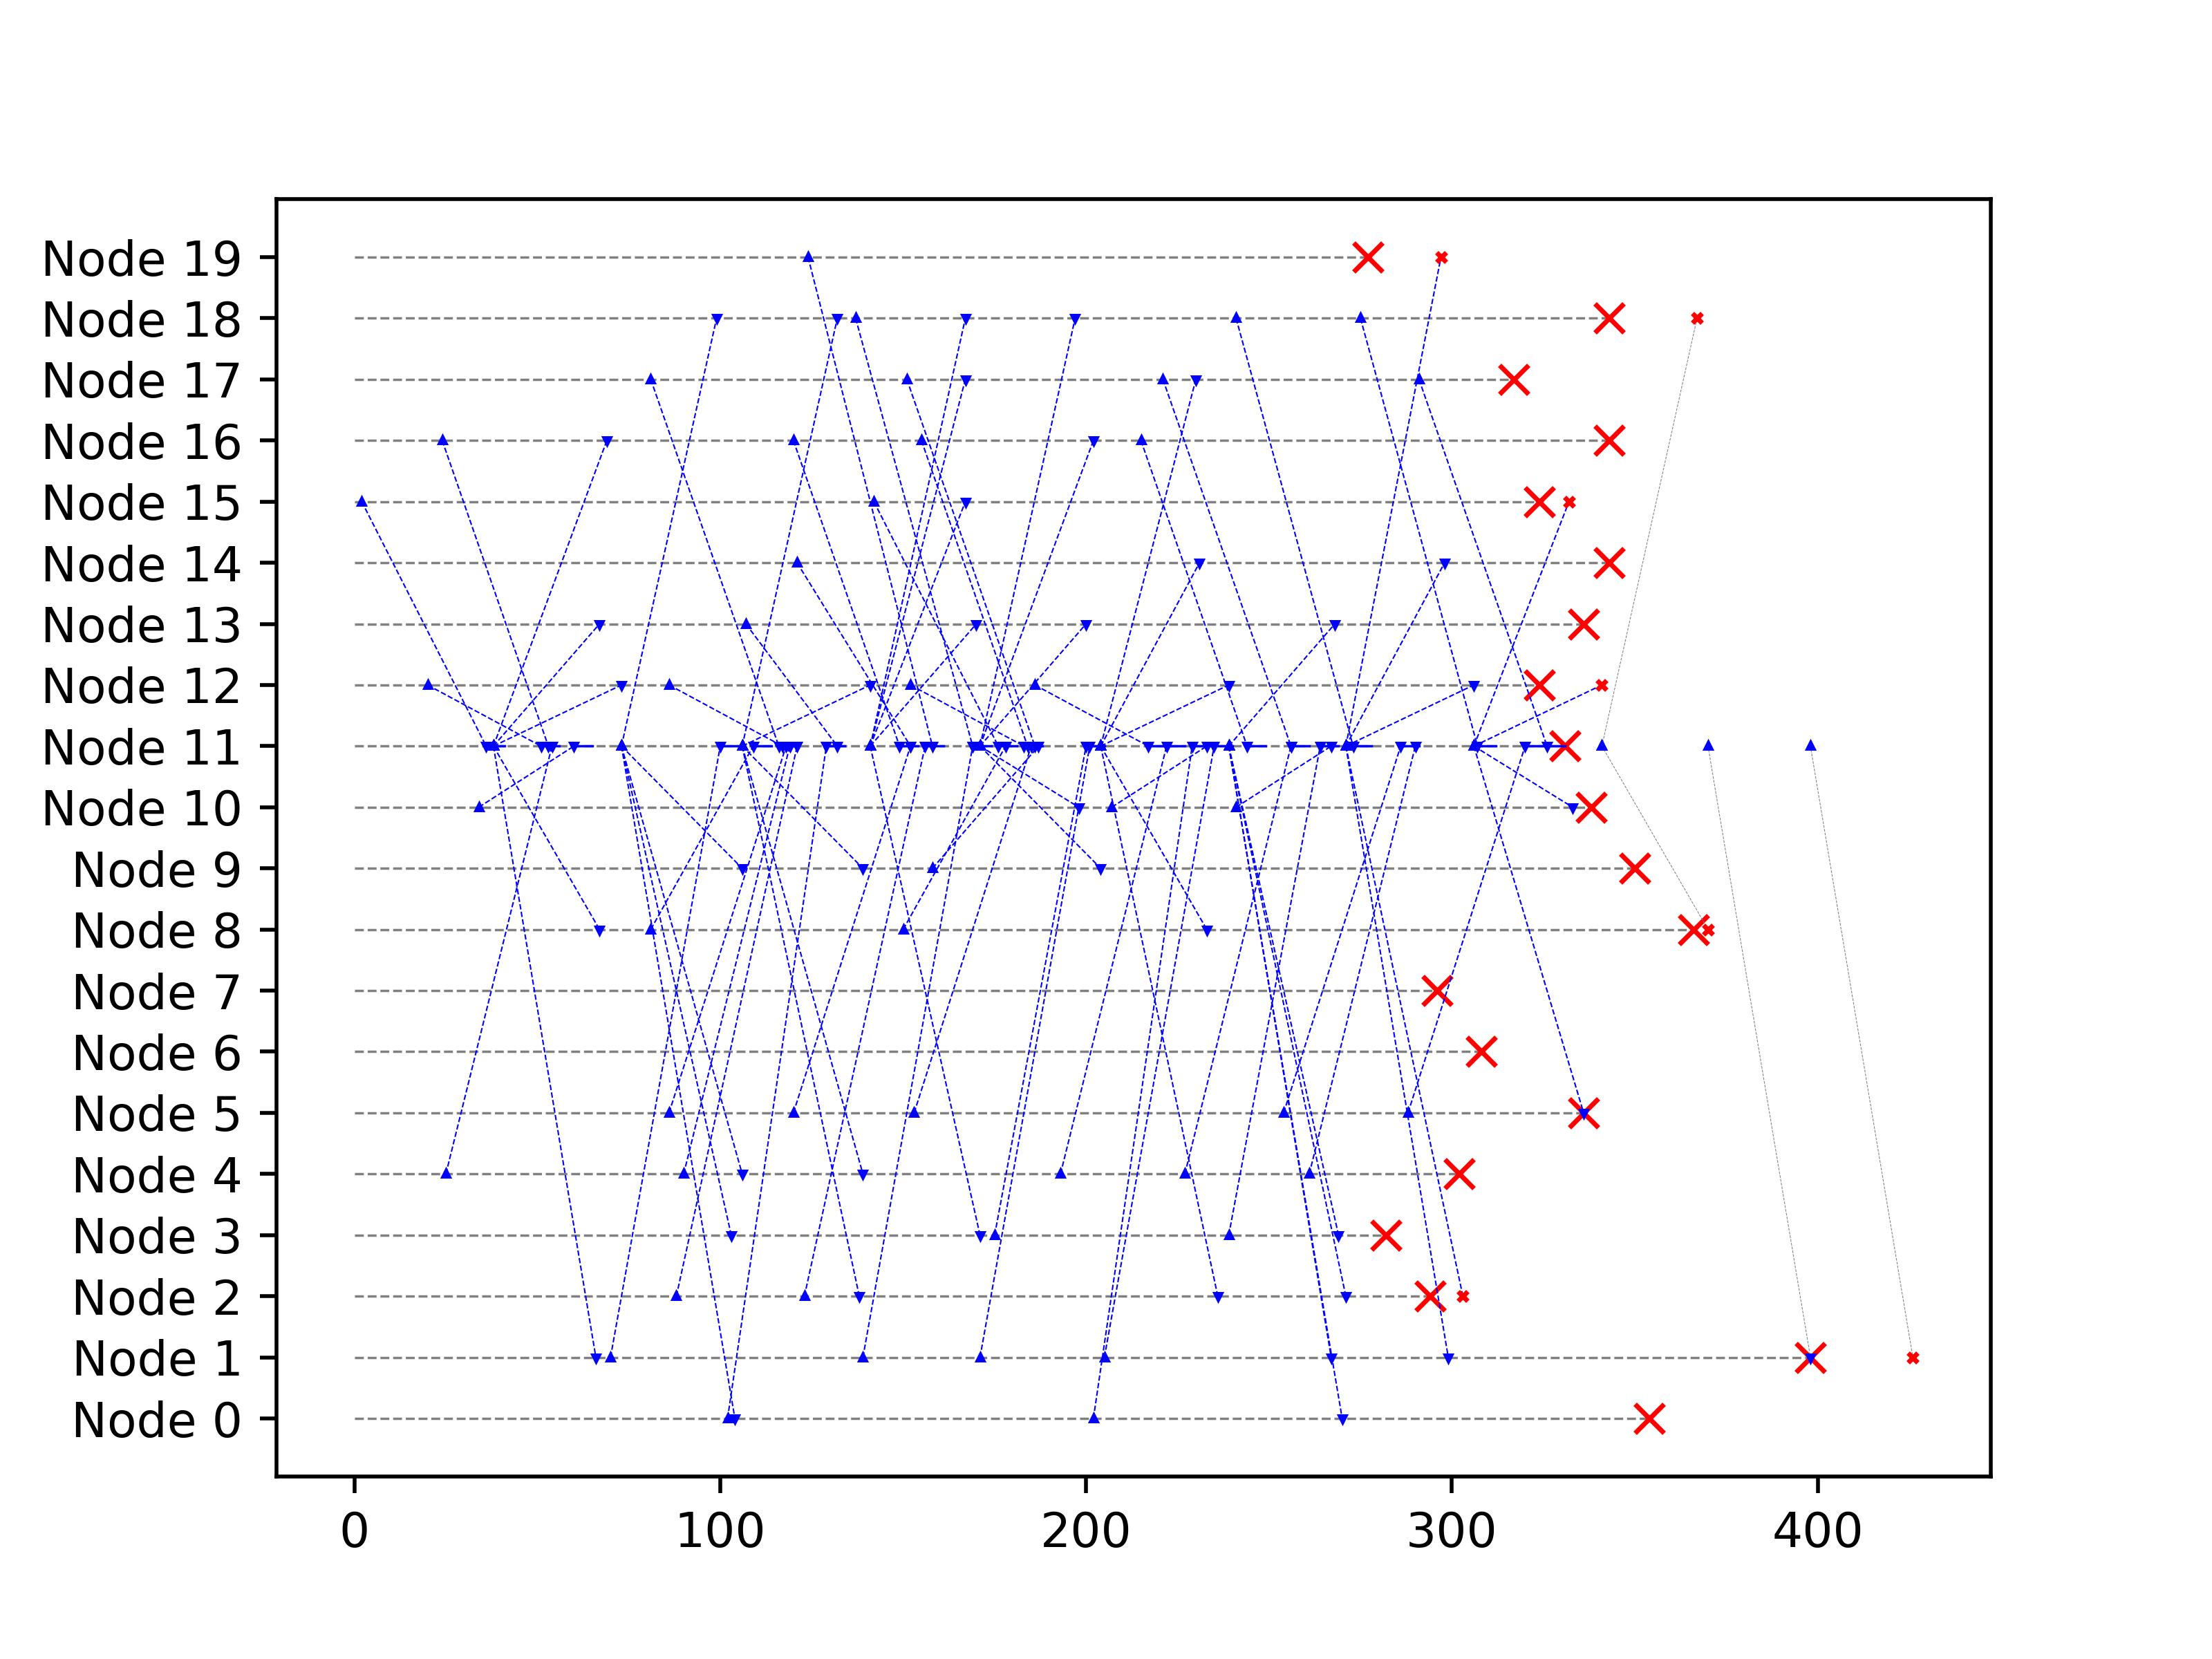 Node 19
Node 18
Node 17
Node 16
Node 15
Node 14
Node 13
Node 12
Node 11
Node 10
Node 9
Node 8
Node 7
Node 6
Node 5
Node 4
Node 3
Node 2
Node 1
Node 0
0 100 200 300 400